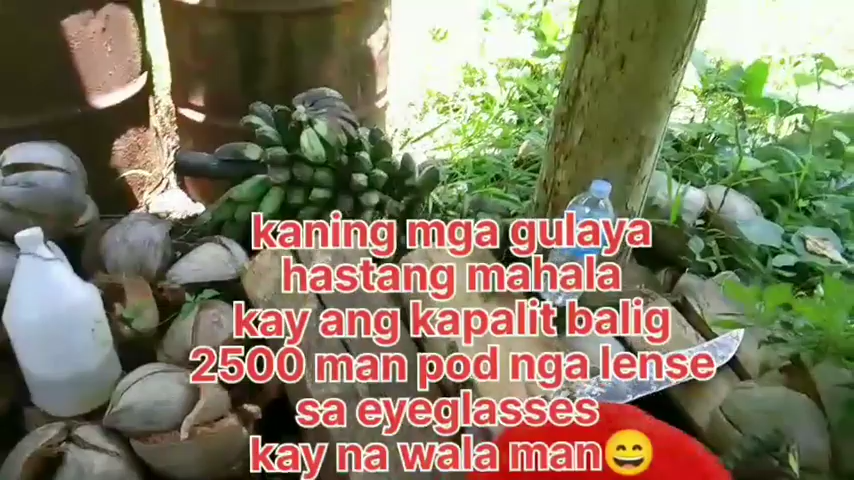 kaning mga gulaya
hastang mahala
kay ang kapalit balig
2500 man pod nga lense
sa eyeglasses
kay na wala man😄